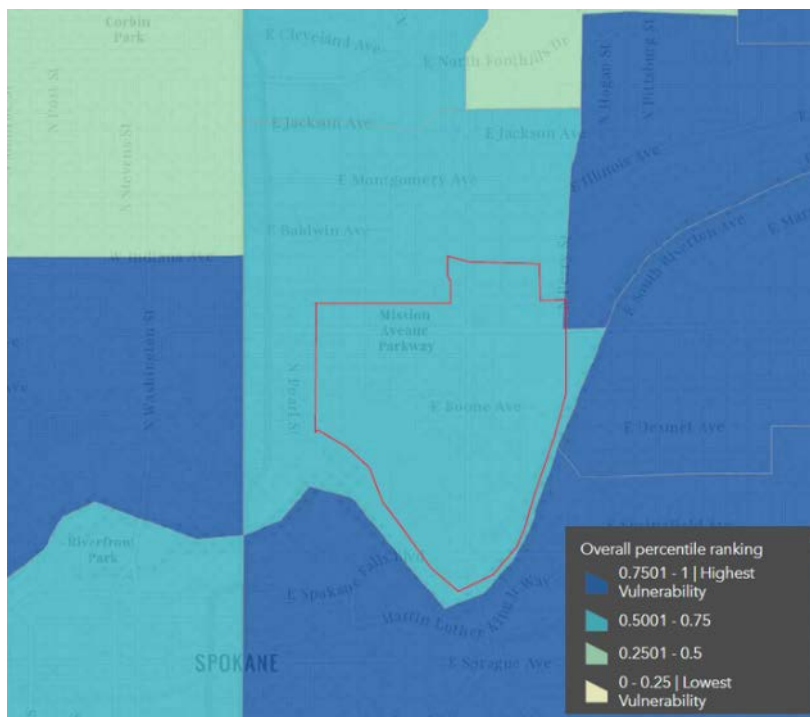 Corbin
Park
E Cleveland Ave
E North Foothills Dr
N Post St
N Stevens St
N Hogan St
N Pittsburg St
E Jackson Ave
E Jackson Ave
E Illinois Ave
E Montgomery Ave
E Baldwin Ave
W Indiana Ave
E South Riverton Ave
Mission
Avenue
Parkway
N Washington St
N Pearl St
E Boone Ave
E Desmet Ave
E Springfield Ave
Riverfront
Park
E Spokane Falls Blvd
Martin Luther King Jr Way
SPOKANE
E Sprague Ave
Overall percentile ranking
0.7501 - 1 | Highest
Vulnerability
0.5001 - 0.75
0.2501 - 0.5
0 - 0.25 | Lowest
Vulnerability